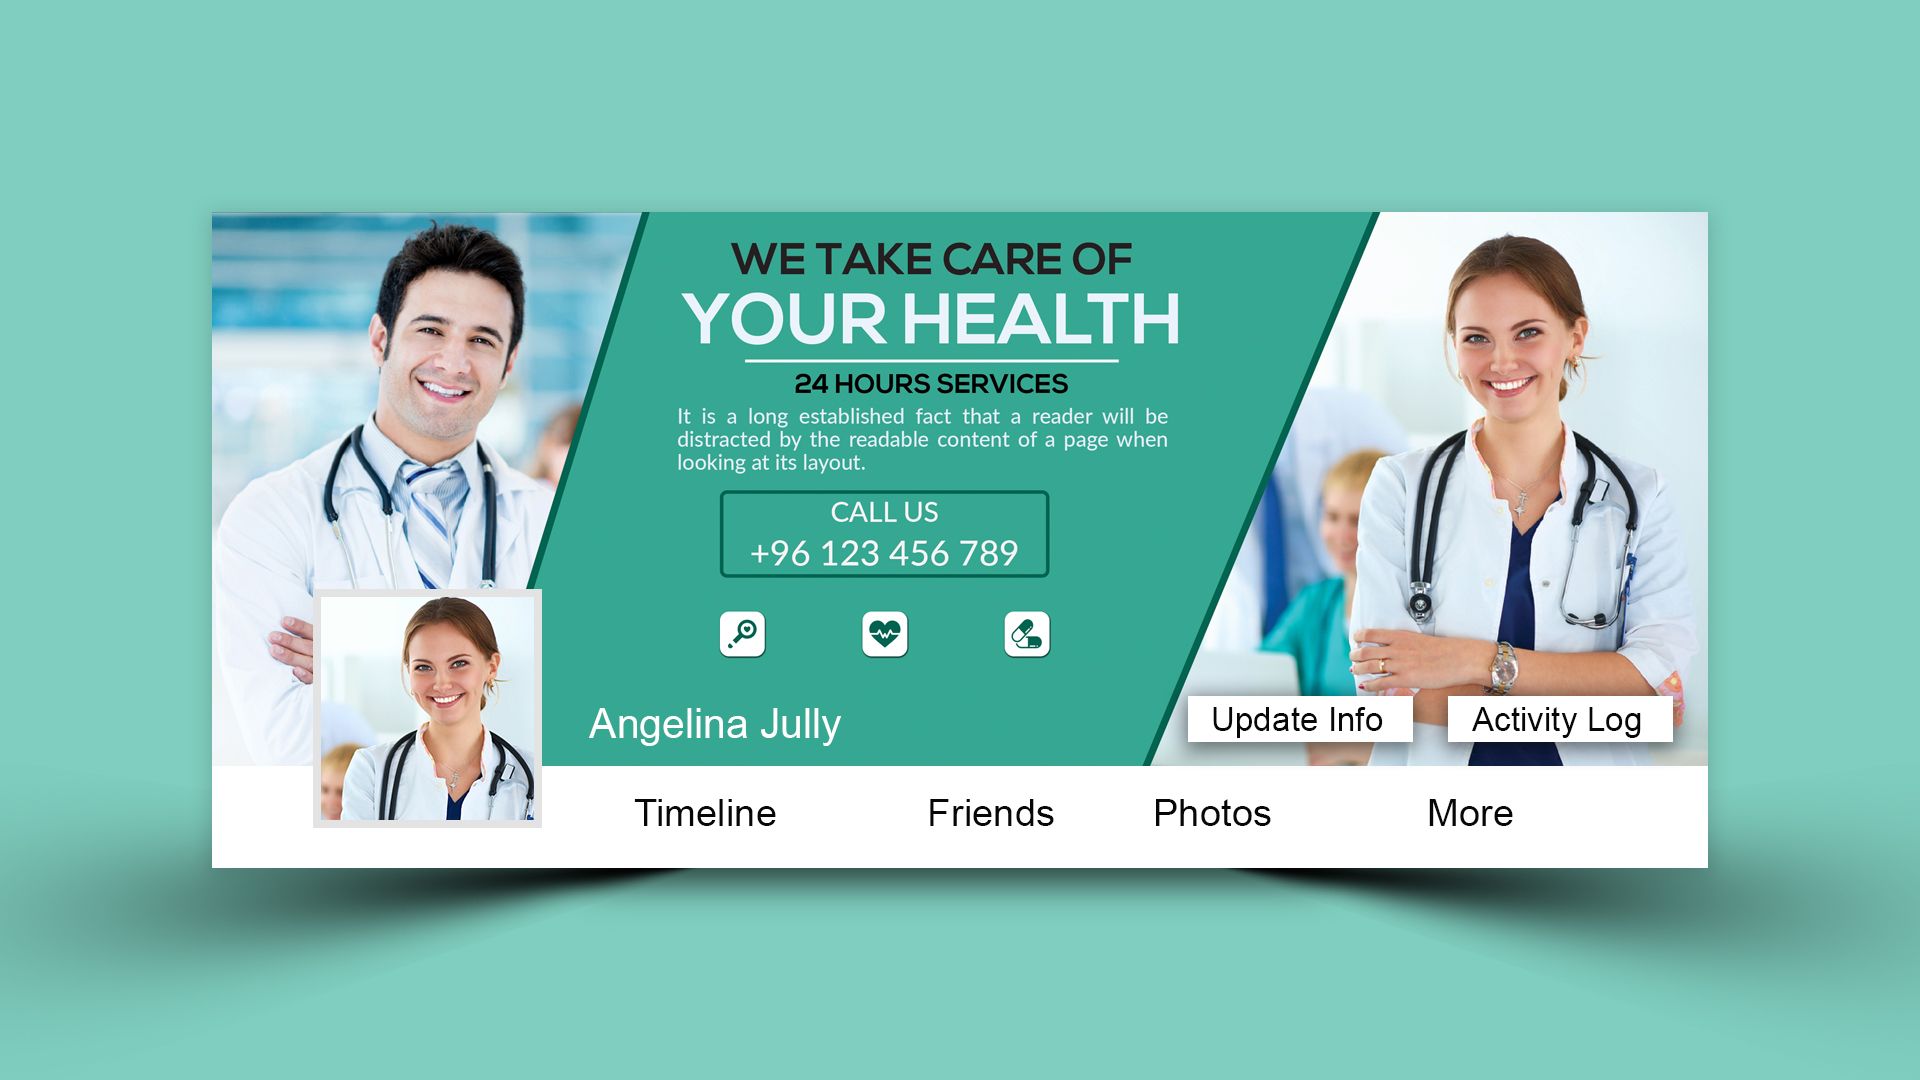 WE TAKE CARE OF
YOUR HEALTH
24 HOURS SERVICES
It is a long established fact that a reader will be
distracted by the readable content of a page when
looking at its layout.
CALL US
+96 123 456 789
Angelina Jully
Update Info
Activity Log
Timeline
Friends
Photos
More